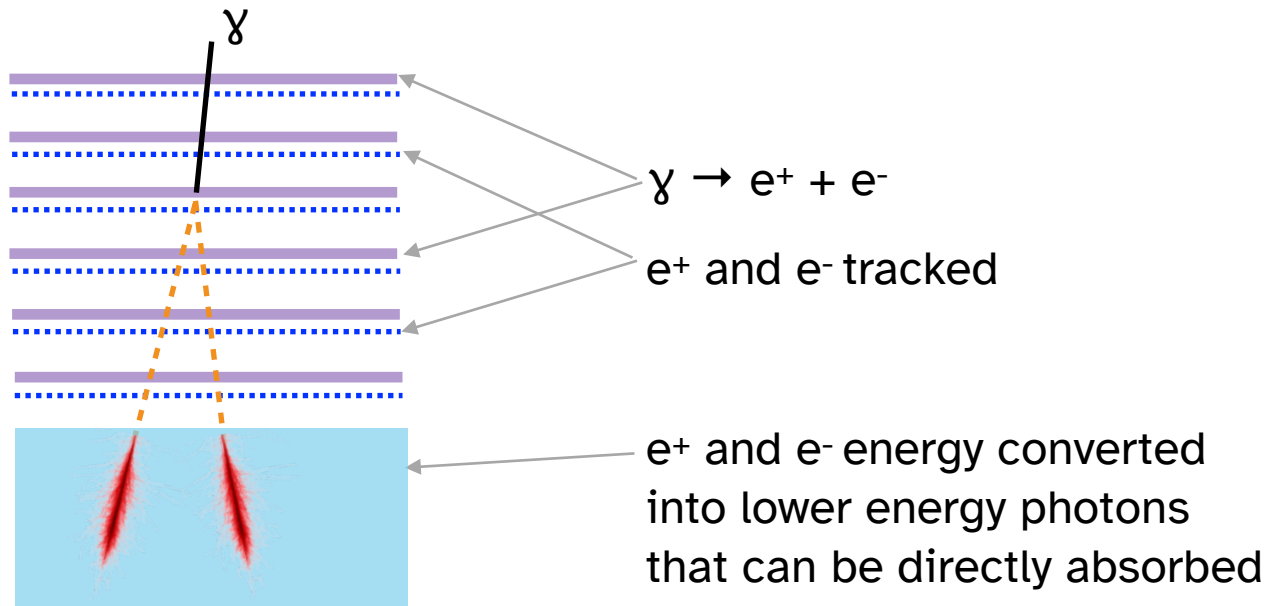 ɣ
ɣ → e⁺ + e⁻
e⁺ and e⁻ tracked
e⁺ and e⁻ energy converted
into lower energy photons
that can be directly absorbed